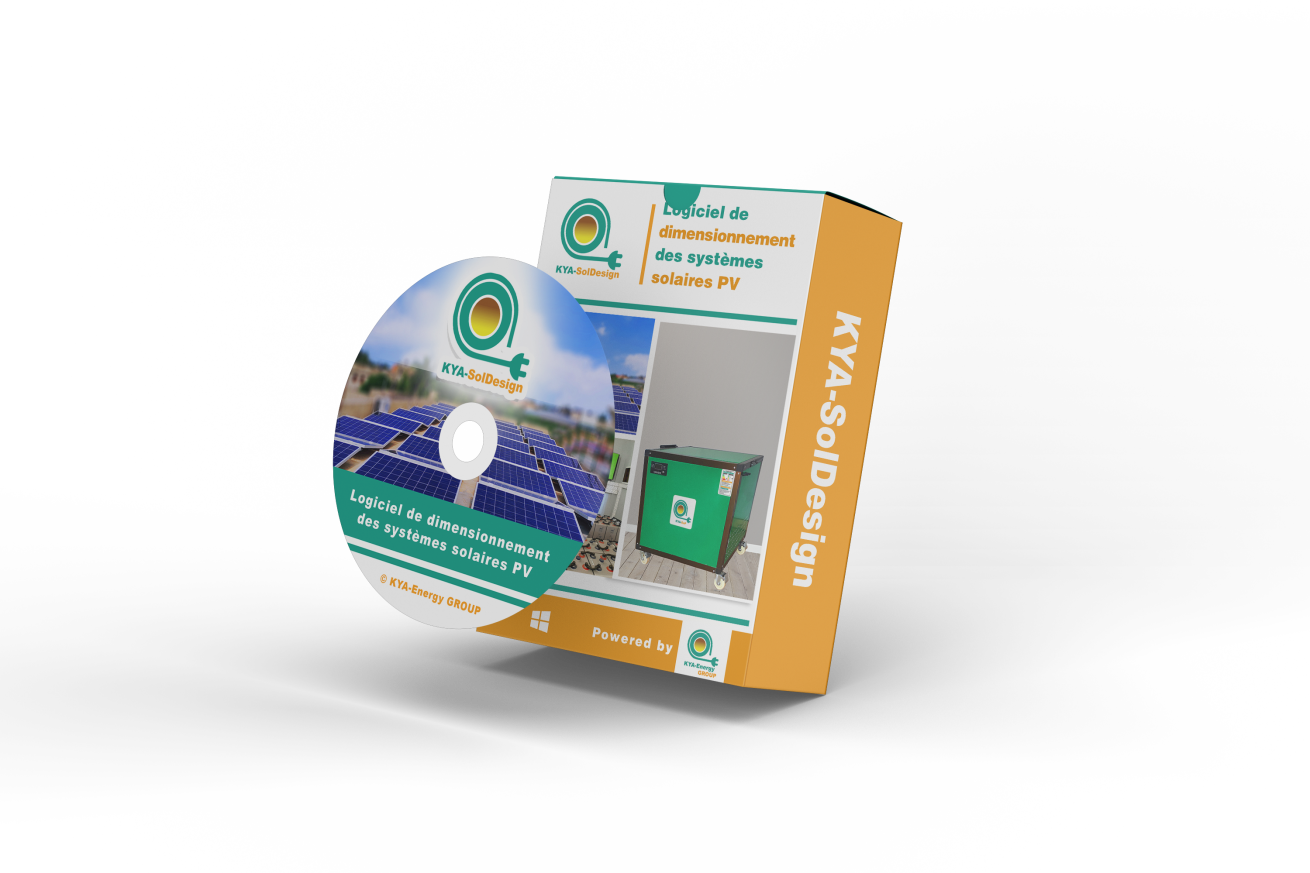 Logiciel de
dimensionnement
des systèmes
solaires PV
KYA-SolDesign
KYA-SolDesign
KYA-SolDesign
Logiciel de dimensionnement
des systèmes solaires PV
© KYA-Energy GROUP
Powered by
KYA-Energy
GROUP